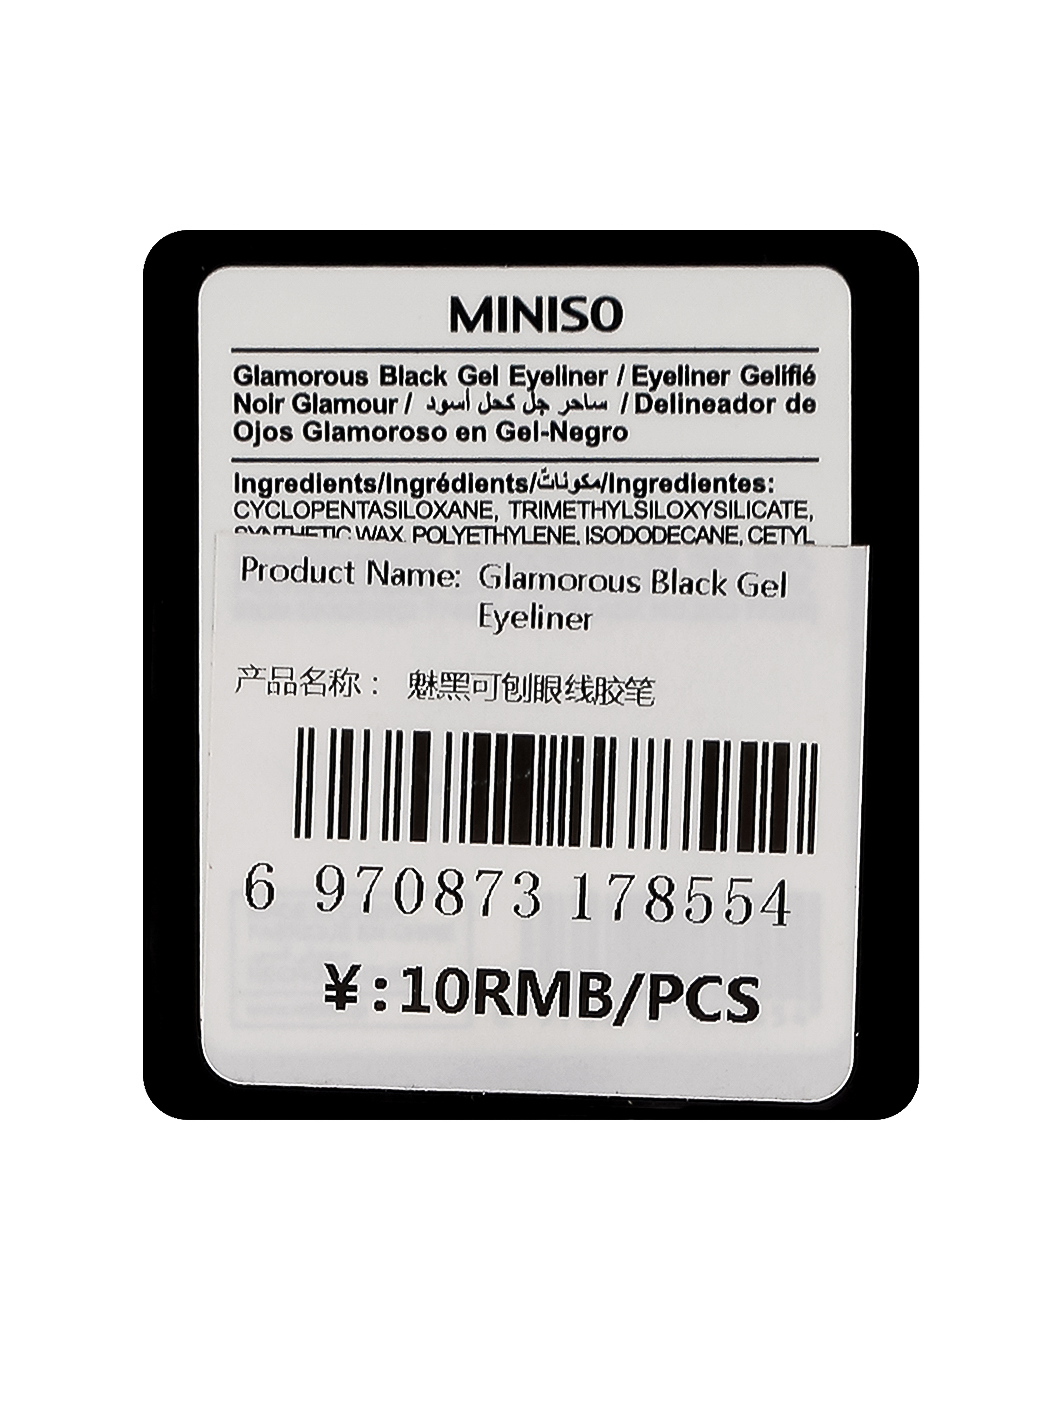 MINISO
Glamorous Black Gel Eyeliner / Eyeliner Gelifié
Noir Glamour / ساحر جل كحل أسود / Delineador de
Ojos Glamoroso en Gel-Negro
Ingredients/Ingrédients/مكونات/Ingredientes:
CYCLOPENTASILOXANE, TRIMETHYLSILOXYSILICATE,
SYNTHETIC WAX, POLYETHYLENE, ISODODECANE, CETYL
Product Name: Glamorous Black Gel
Eyeliner
产品名称： 魅黑可刨眼线胶笔
6 970873 178554
¥:10RMB/PCS